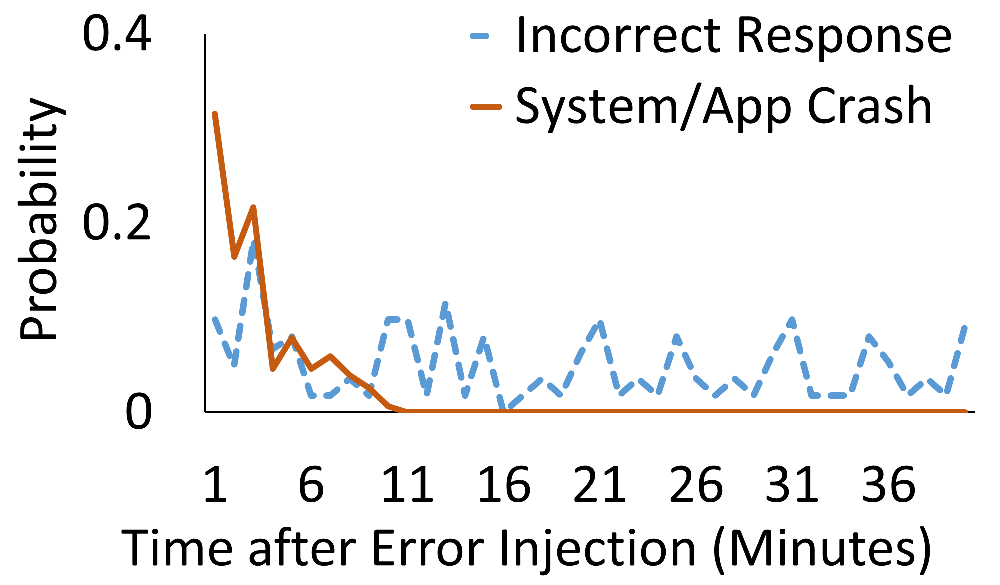 0.4
Incorrect Response
System/App Crash
Probability
0.2
0
1 6 11 16 21 26 31 36
Time after Error Injection (Minutes)